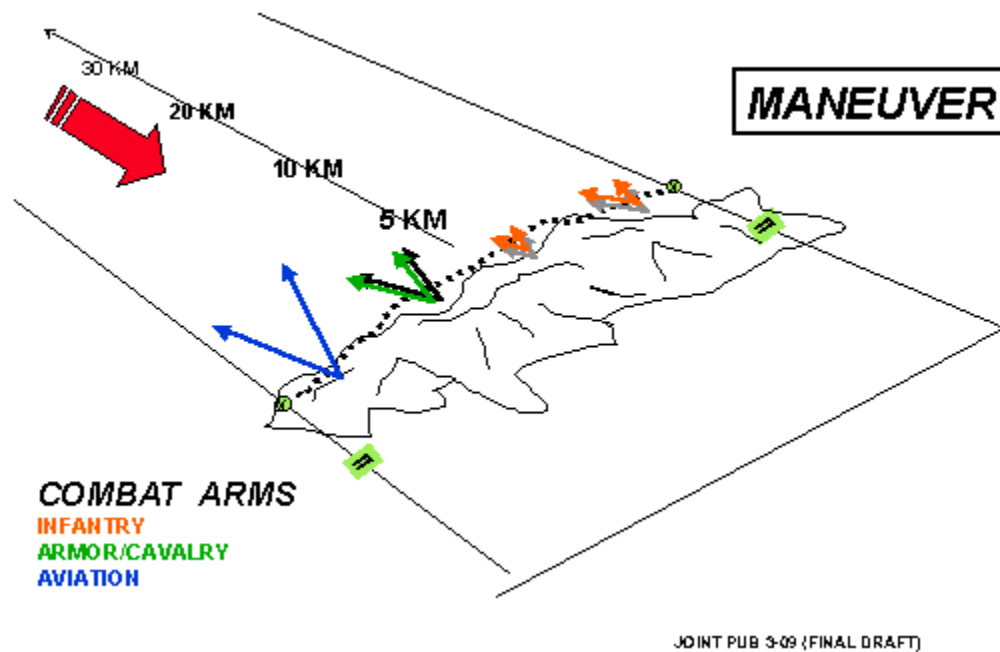 30 KM
20 KM
MANEUVER
10 KM
5 KM
COMBAT ARMS
INFANTRY
ARMOR/CAVALRY
AVIATION
JOINT PUB 3-09 (FINAL DRAFT)